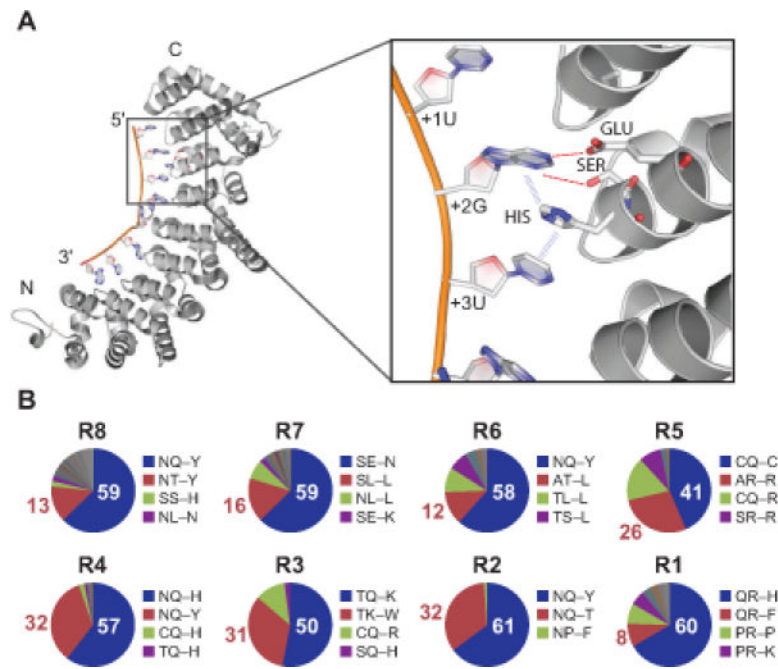 A
C
5'
3'
N
+1U
GLU
SER
+2G
HIS
+3U
B
R8
59
13
NQ–Y
NT–Y
SS–H
NL–N
R7
59
16
SE–N
SL–L
NL–L
SE–K
R6
58
12
NQ–Y
AT–L
TL–L
TS–L
R5
41
26
CQ–C
AR–R
CQ–R
SR–R
R4
57
32
NQ–H
NQ–Y
CQ–H
TQ–H
R3
50
31
TQ–K
TK–W
CQ–R
SQ–H
R2
61
32
NQ–Y
NQ–T
NP–F
R1
60
8
QR–H
QR–F
PR–P
PR–K